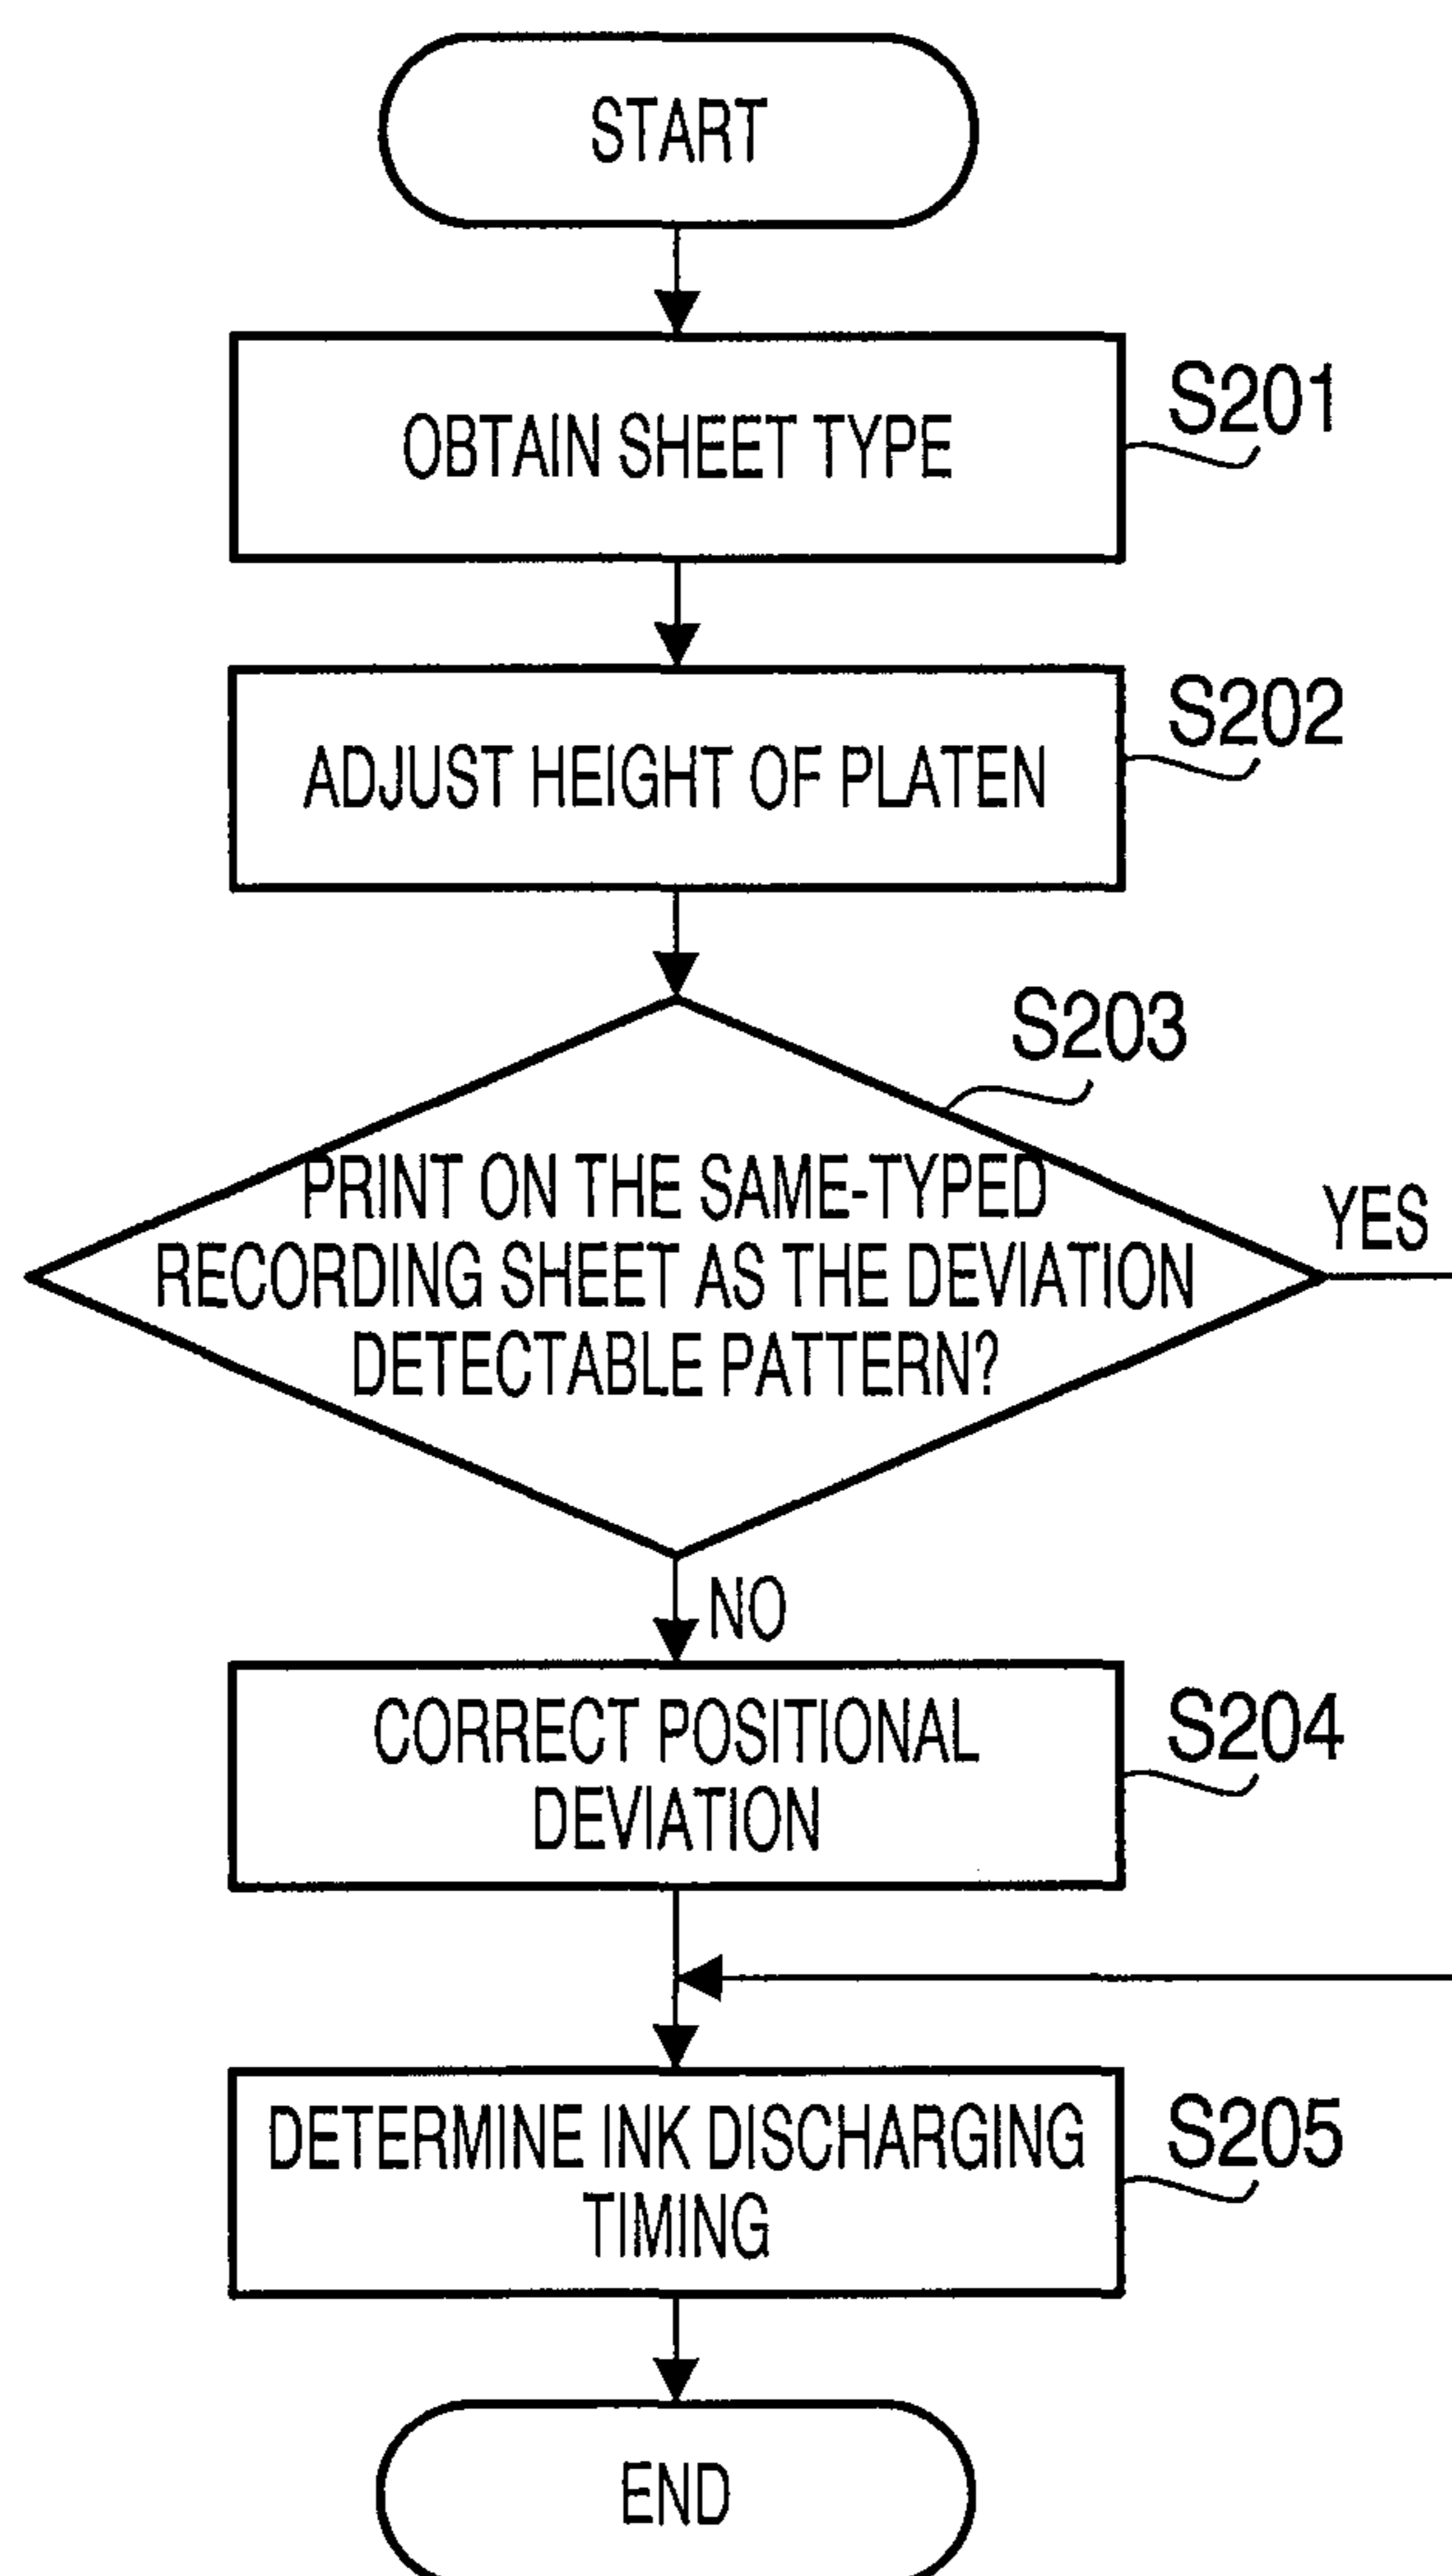 START
OBTAIN SHEET TYPE
S201
ADJUST HEIGHT OF PLATEN
S202
S203
PRINT ON THE SAME-TYPED
RECORDING SHEET AS THE DEVIATION
DETECTABLE PATTERN?
YES
NO
CORRECT POSITIONAL
DEVIATION
S204
DETERMINE INK DISCHARGING
TIMING
S205
END